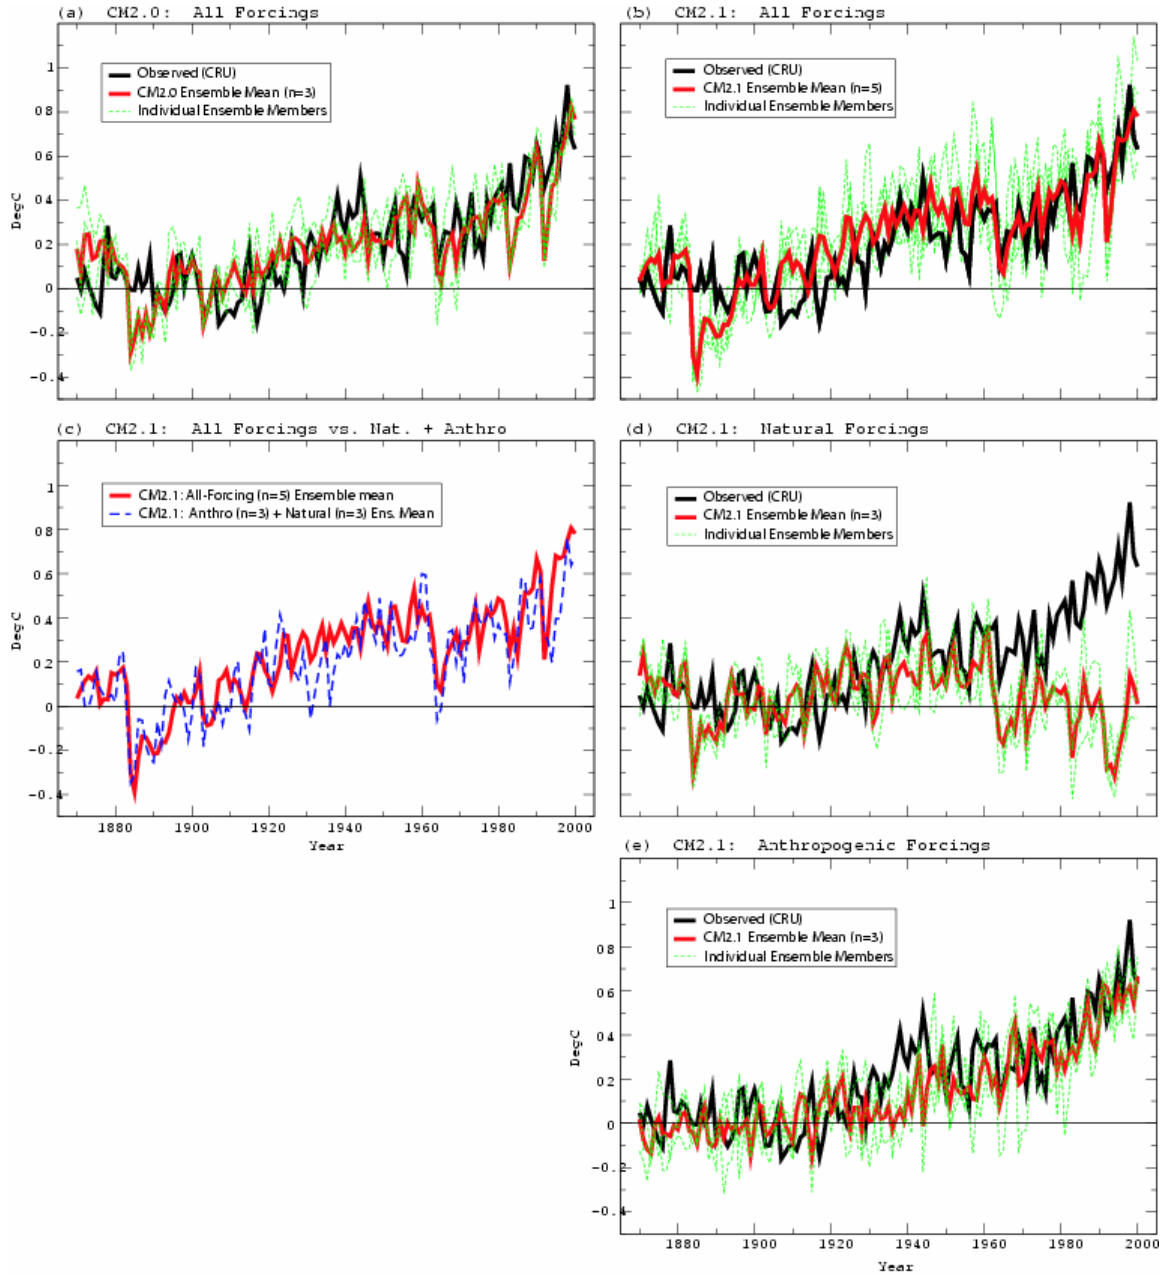 (a) CM2.0: All Forcings
1
0.8
0.6
0.4
0.2
0
-0.2
-0.4
DegC
Observed (CRU)
CM2.0 Ensemble Mean (n=3)
Individual Ensemble Members
(b) CM2.1: All Forcings
Observed (CRU)
CM2.1 Ensemble Mean (n=5)
Individual Ensemble Members
(c) CM2.1: All Forcings vs. Nat. + Anthro
1
0.8
0.6
0.4
0.2
0
-0.2
-0.4
DegC
CM2.1: All-Forcing (n=5) Ensemble mean
CM2.1: Anthro (n=3) + Natural (n=3) Ens. Mean
1880 1900 1920 1940 1960 1980 2000
Year
(d) CM2.1: Natural Forcings
Observed (CRU)
CM2.1 Ensemble Mean (n=3)
Individual Ensemble Members
(e) CM2.1: Anthropogenic Forcings
1
0.8
0.6
0.4
0.2
0
-0.2
-0.4
DegC
Observed (CRU)
CM2.1 Ensemble Mean (n=3)
Individual Ensemble Members
1880 1900 1920 1940 1960 1980 2000
Year